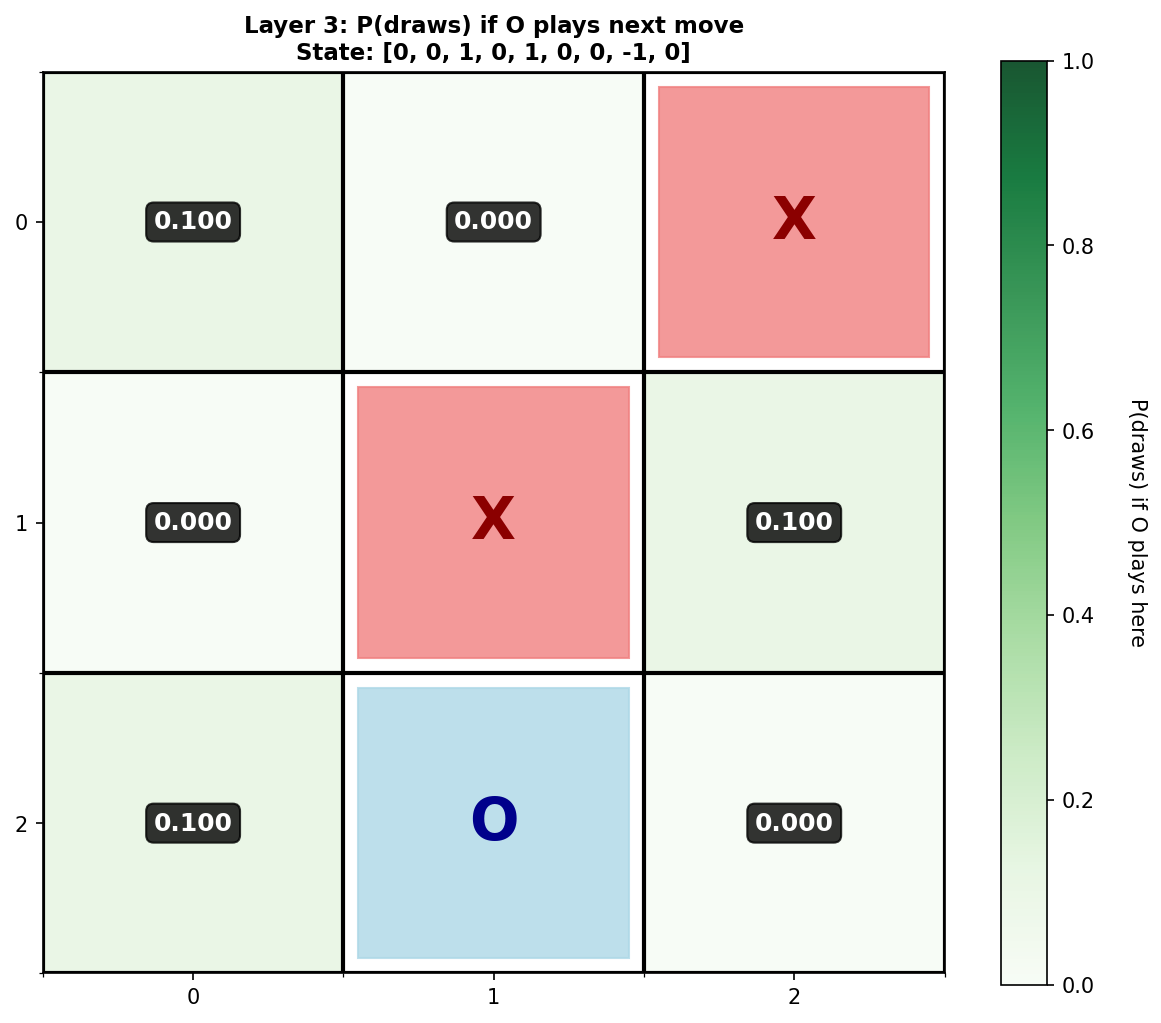 Layer 3: P(draws) if O plays next move
State: [0, 0, 1, 0, 1, 0, 0, -1, 0]
0 0.100 0.000 X
1 0.000 X 0.100
2 0.100 O 0.000
0 1 2
1.0
0.8
0.6
0.4
0.2
0.0
P(draws) if O plays here